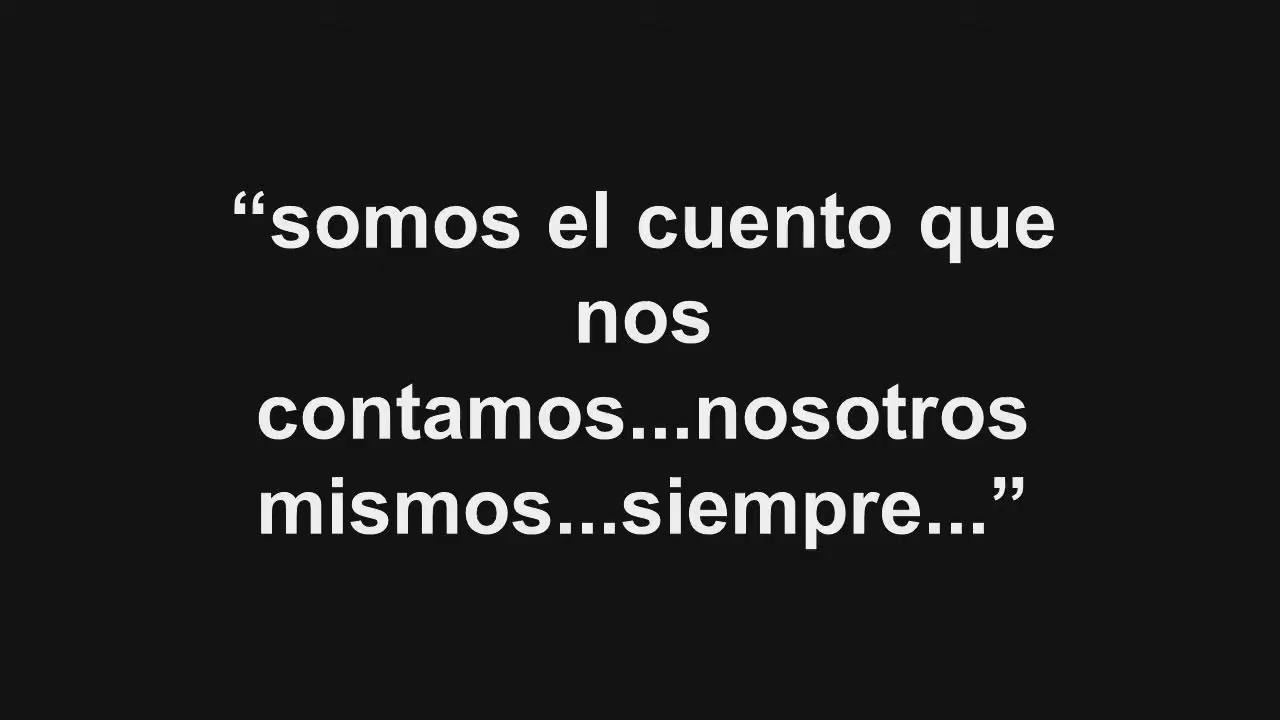 “somos el cuento que
nos
contamos...nosotros
mismos...siempre...”